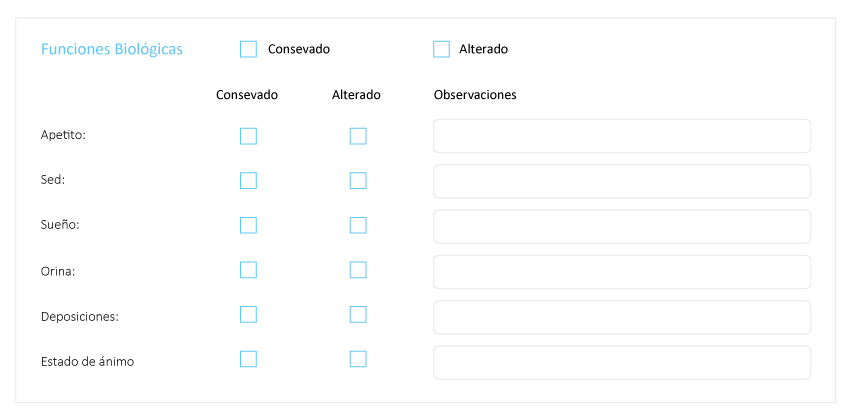 Funciones Biológicas Consevado Alterado
Consevado Alterado Observaciones
Apetito:
Sed:
Sueño:
Orina:
Deposiciones:
Estado de ánimo